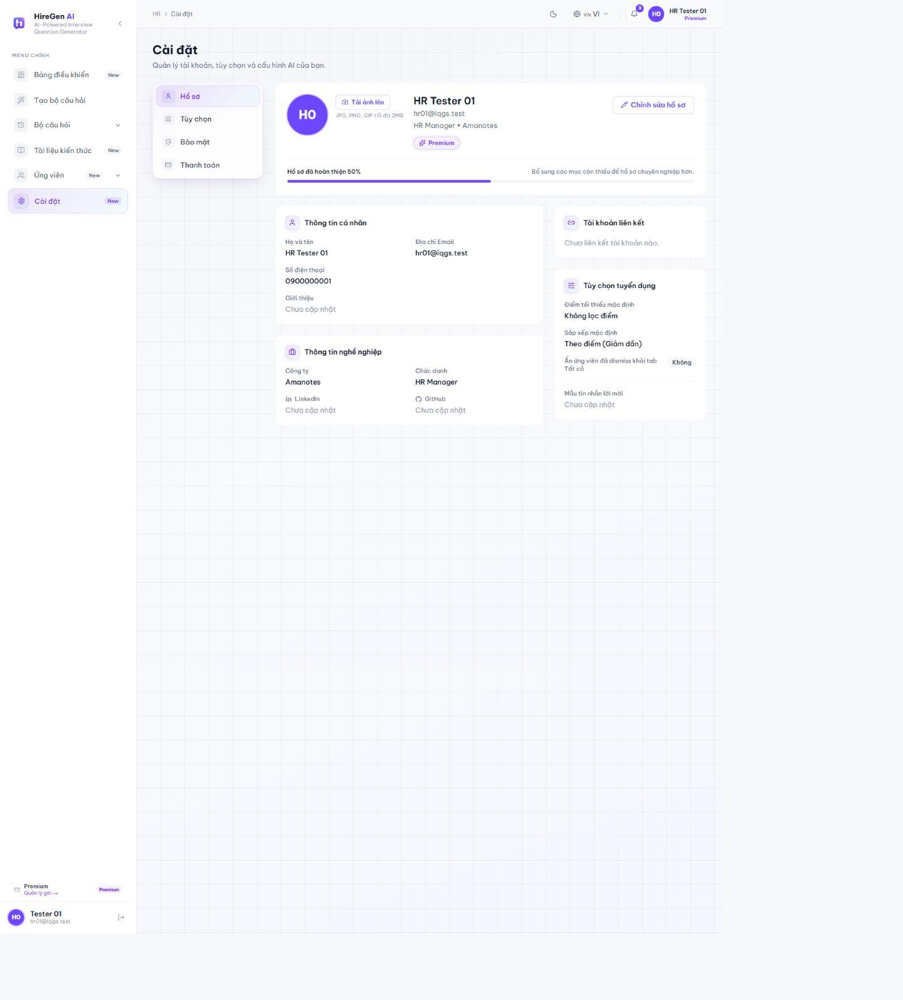 HireGen AI
AI-Powered Interview
Question Generator
MENU CHÍNH
Bảng điều khiển New
Tạo bộ câu hỏi
Bộ câu hỏi
Tài liệu kiến thức New
Ứng viên New
Cài đặt New
Premium
Quản lý gói → Premium
H0
Tester 01
hr01@iqgs.test
HR > Cài đặt
VN VI
3
H0
HR Tester 01
Premium
Cài đặt
Quản lý tài khoản, tùy chọn và cấu hình AI của bạn.
Hồ sơ
Tùy chọn
Bảo mật
Thanh toán
H0
Tải ảnh lên
JPG, PNG, GIF tối đa 2MB
HR Tester 01
hr01@iqgs.test
HR Manager • Amanotes
Premium
Chỉnh sửa hồ sơ
Hồ sơ đã hoàn thiện 50%
Bổ sung các mục còn thiếu để hồ sơ chuyên nghiệp hơn.
Thông tin cá nhân
Họ và tên
HR Tester 01
Địa chỉ Email
hr01@iqgs.test
Số điện thoại
0900000001
Giới thiệu
Chưa cập nhật
Thông tin nghề nghiệp
Công ty
Amanotes
Chức danh
HR Manager
LinkedIn
Chưa cập nhật
GitHub
Chưa cập nhật
Tài khoản liên kết
Chưa liên kết tài khoản nào.
Tùy chọn tuyển dụng
Điểm tối thiểu mặc định
Không lọc điểm
Sắp xếp mặc định
Theo điểm (Giảm dần)
Ẩn ứng viên đã dismiss khỏi tab
Tất cả
Không
Mẫu tin nhắn lời mời
Chưa cập nhật